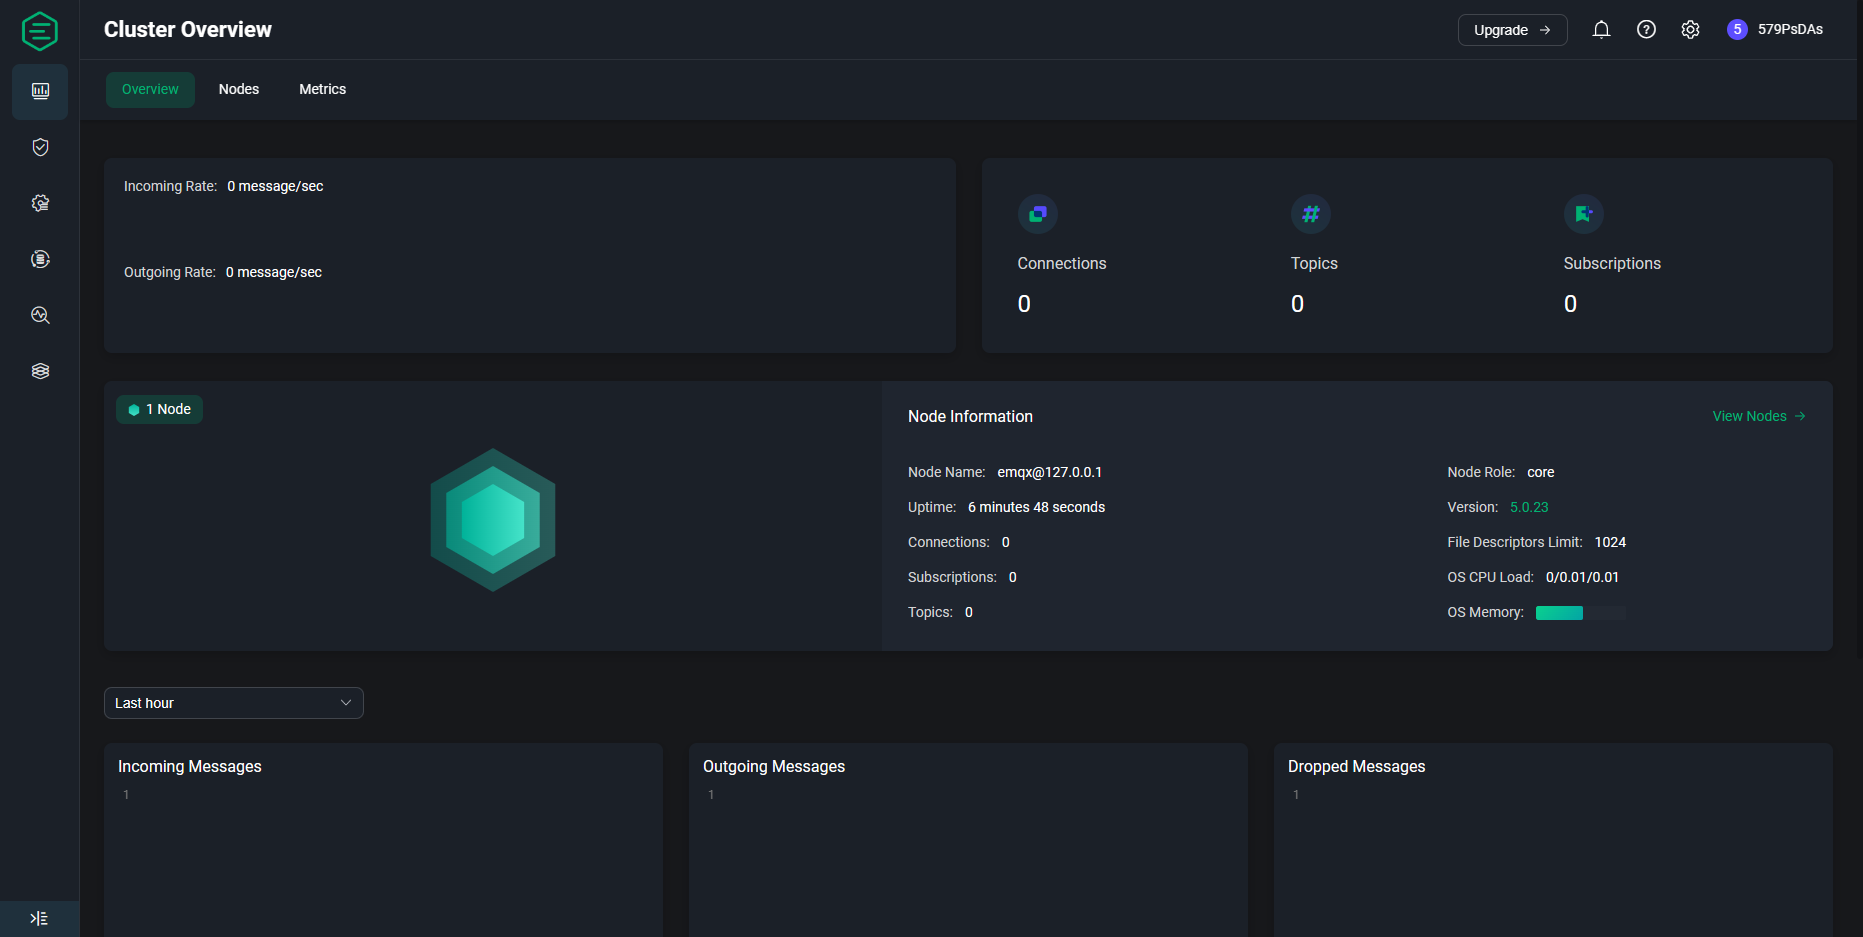 Cluster Overview
Upgrade
5 579PsDAs
Overview Nodes Metrics
Incoming Rate: 0 message/sec
Outgoing Rate: 0 message/sec
Connections
0
Topics
0
Subscriptions
0
1 Node
Node Information
View Nodes
Node Name: emqx@127.0.0.1
Node Role: core
Uptime: 6 minutes 48 seconds
Version: 5.0.23
Connections: 0
File Descriptors Limit: 1024
Subscriptions: 0
OS CPU Load: 0/0.01/0.01
Topics: 0
OS Memory:
Last hour
Incoming Messages
1
Outgoing Messages
1
Dropped Messages
1